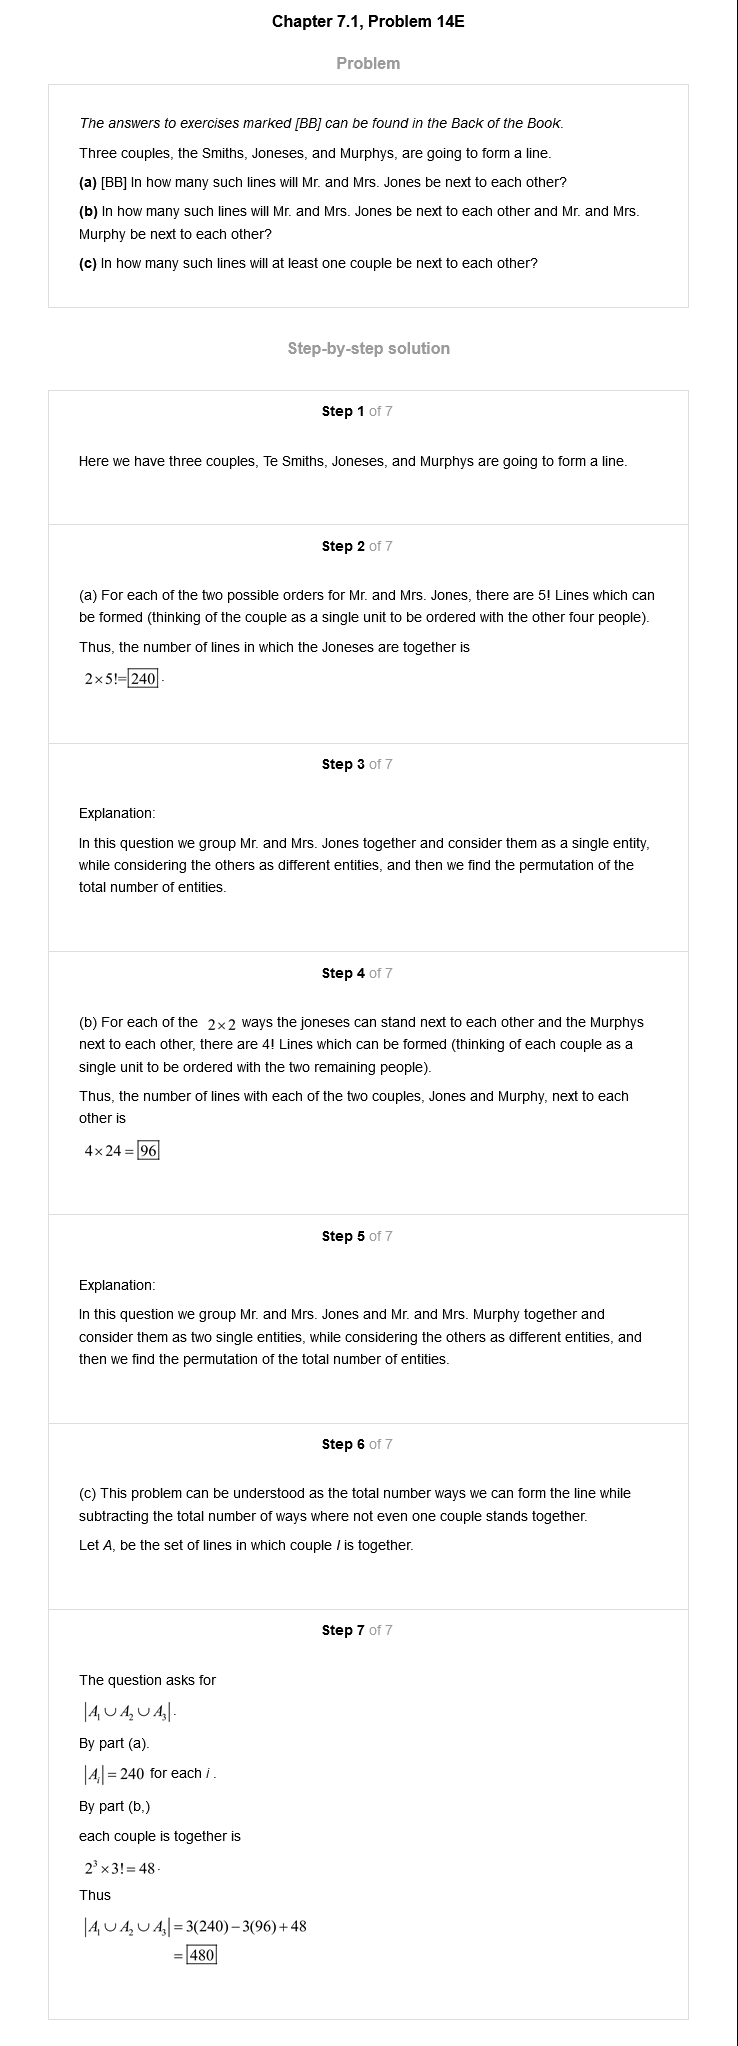 Chapter 7.1, Problem 14E
Problem
The answers to exercises marked [BB] can be found in the Back of the Book.
Three couples, the Smiths, Joneses, and Murphys, are going to form a line.
(a) [BB] In how many such lines will Mr. and Mrs. Jones be next to each other?
(b) In how many such lines will Mr. and Mrs. Jones be next to each other and Mr. and Mrs.
Murphy be next to each other?
(c) In how many such lines will at least one couple be next to each other?
Step-by-step solution
Step 1 of 7
Here we have three couples, Te Smiths, Joneses, and Murphys are going to form a line.
Step 2 of 7
(a) For each of the two possible orders for Mr. and Mrs. Jones, there are 5! Lines which can
be formed (thinking of the couple as a single unit to be ordered with the other four people).
Thus, the number of lines in which the Joneses are together is
2×5!=240.
Step 3 of 7
Explanation:
In this question we group Mr. and Mrs. Jones together and consider them as a single entity,
while considering the others as different entities, and then we find the permutation of the
total number of entities.
Step 4 of 7
(b) For each of the 2×2 ways the joneses can stand next to each other and the Murphys
next to each other, there are 4! Lines which can be formed (thinking of each couple as a
single unit to be ordered with the two remaining people).
Thus, the number of lines with each of the two couples, Jones and Murphy, next to each
other is
4×24=96
Step 5 of 7
Explanation:
In this question we group Mr. and Mrs. Jones and Mr. and Mrs. Murphy together and
consider them as two single entities, while considering the others as different entities, and
then we find the permutation of the total number of entities.
Step 6 of 7
(c) This problem can be understood as the total number ways we can form the line while
subtracting the total number of ways where not even one couple stands together.
Let A, be the set of lines in which couple I is together.
Step 7 of 7
The question asks for
|A₁∪A₂∪A₃|.
By part (a).
|Aᵢ|=240 for each i .
By part (b,)
each couple is together is
2³×3!=48.
Thus
|A₁∪A₂∪A₃|=3(240)−3(96)+48
=480